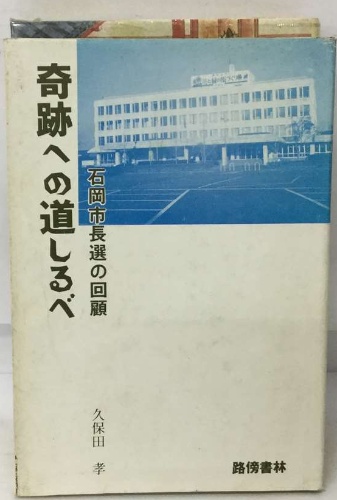 奇跡への道しるべ
石岡市長選の回顧
久保田 孝
路傍書林